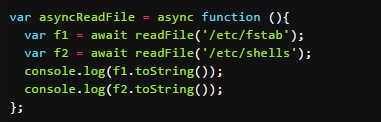 var asyncReadFile = async function (){
  var f1 = await readFile('/etc/fstab');
  var f2 = await readFile('/etc/shells');
  console.log(f1.toString());
  console.log(f2.toString());
};